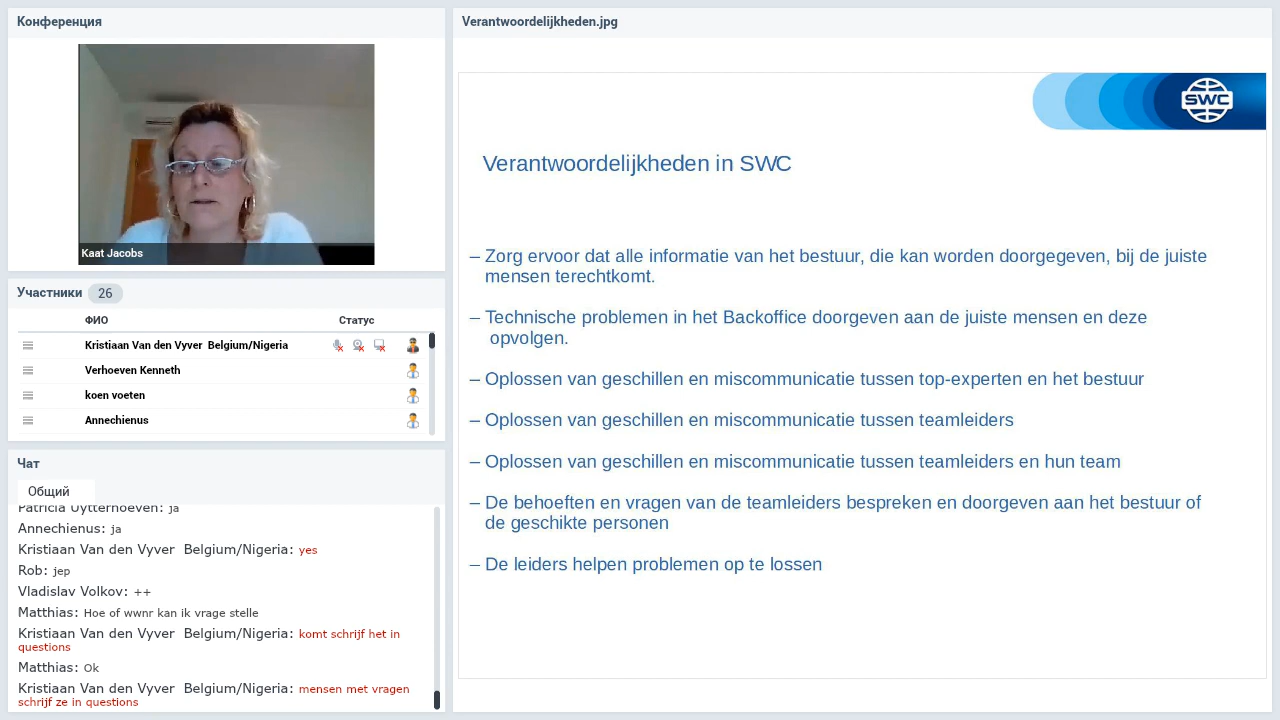 Конференция
Kaat Jacobs
Участники 26
ФИО Статус
Kristiaan Van den Vyver Belgium/Nigeria
Verhoeven Kenneth
koen voeten
Annechienus
Чат
Общий
Patricia Uytterhoeven: ja
Annechienus: ja
Kristiaan Van den Vyver Belgium/Nigeria: yes
Rob: jep
Vladislav Volkov: ++
Matthias: Hoe of wwnr kan ik vrage stelle
Kristiaan Van den Vyver Belgium/Nigeria: komt schrijf het in
questions
Matthias: Ok
Kristiaan Van den Vyver Belgium/Nigeria: mensen met vragen
schrijf ze in questions
Verantwoordelijkheden.jpg
SWC
Verantwoordelijkheden in SWC
– Zorg ervoor dat alle informatie van het bestuur, die kan worden doorgegeven, bij de juiste
mensen terechtkomt.
– Technische problemen in het Backoffice doorgeven aan de juiste mensen en deze
opvolgen.
– Oplossen van geschillen en miscommunicatie tussen top-experten en het bestuur
– Oplossen van geschillen en miscommunicatie tussen teamleiders
– Oplossen van geschillen en miscommunicatie tussen teamleiders en hun team
– De behoeften en vragen van de teamleiders bespreken en doorgeven aan het bestuur of
de geschikte personen
– De leiders helpen problemen op te lossen